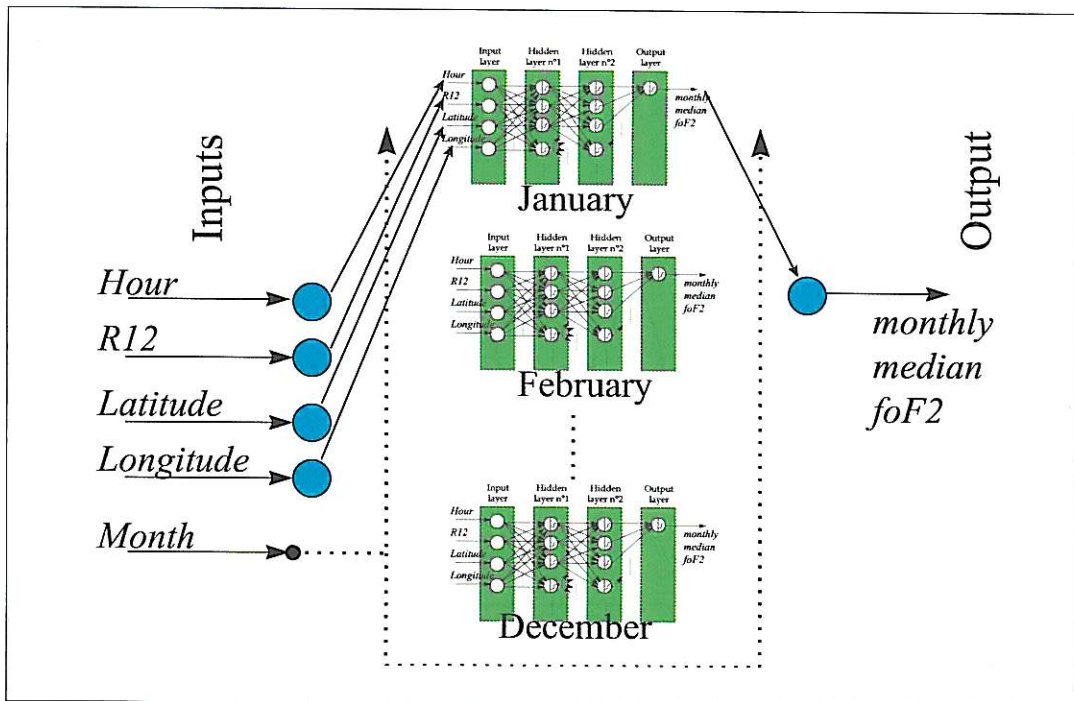 Inputs
Hour
R12
Latitude
Longitude
Month
Input layer
Hidden layer n°1
Hidden layer n°2
Output layer
Hour
R12
Latitude
Longitude
monthly
median
foF2
January
Input layer
Hidden layer n°1
Hidden layer n°2
Output layer
Hour
R12
Latitude
Longitude
monthly
median
foF2
February
Input layer
Hidden layer n°1
Hidden layer n°2
Output layer
Hour
R12
Latitude
Longitude
monthly
median
foF2
December
Output
monthly
median
foF2